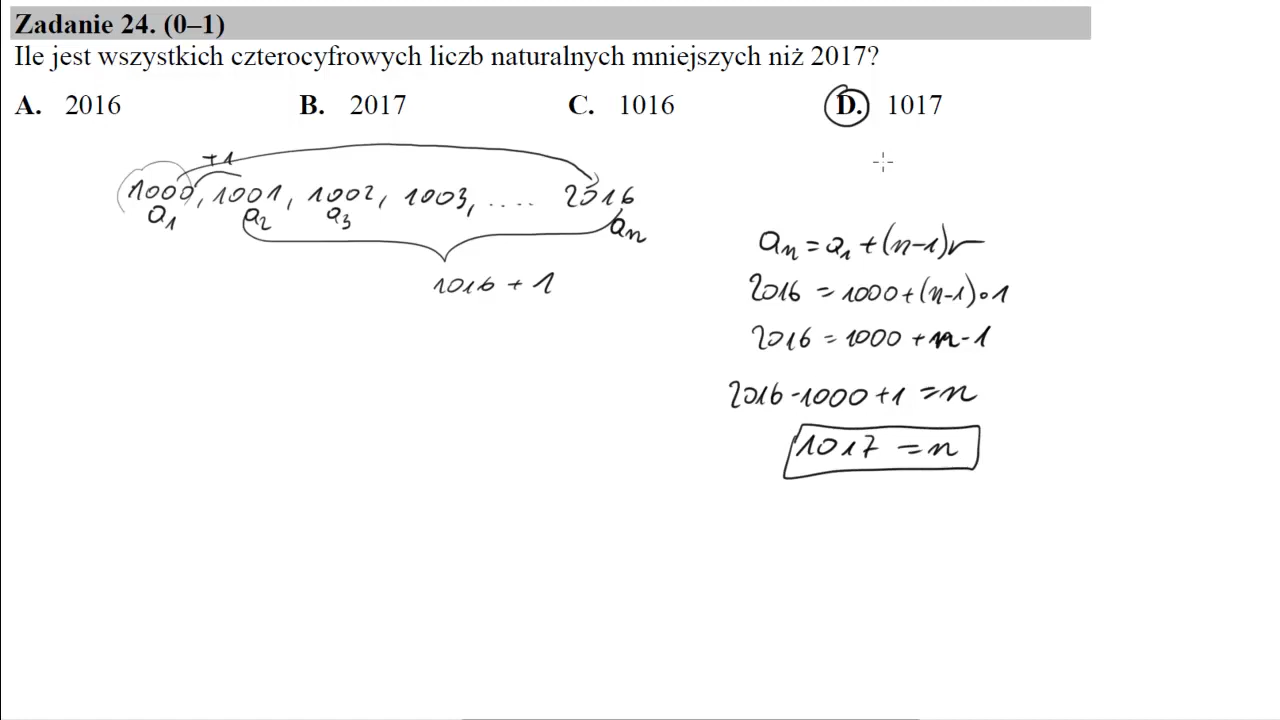 Zadanie 24. (0–1)
Ile jest wszystkich czterocyfrowych liczb naturalnych mniejszych niż 2017?
A. 2016 B. 2017 C. 1016 D. 1017
+1
1000, 1001, 1002, 1003, .... 2016
a1 a2 a3 an
1016 + 1
an = a1 + (n-1)r
2016 = 1000 + (n-1)•1
2016 = 1000 + n - 1
2016 - 1000 + 1 = n
1017 = n